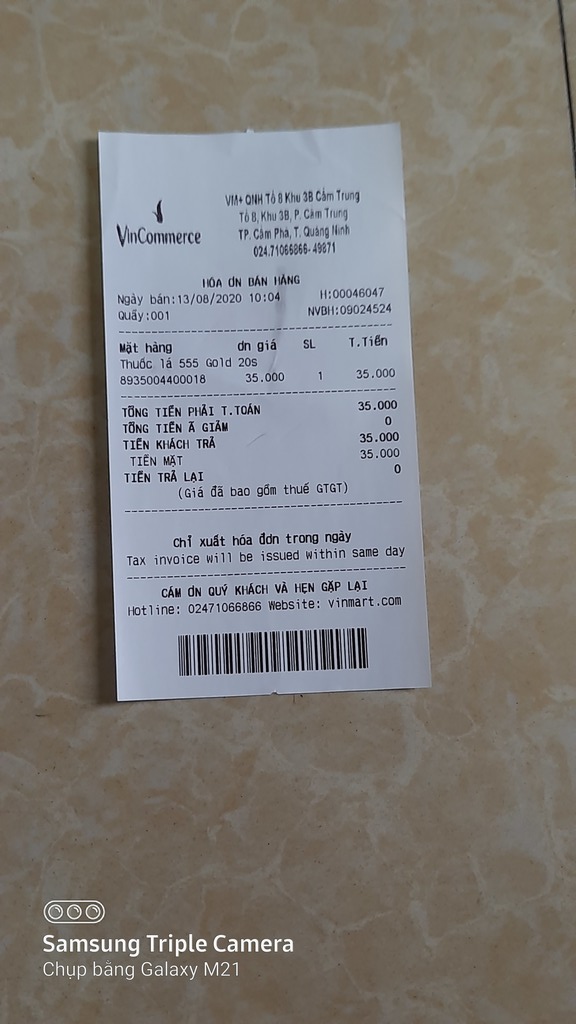 VinCommerce
VM+ QNH Tổ 8 Khu 3B Cẩm Trung
Tổ 8, Khu 3B, P. Cẩm Trung
TP. Cẩm Phả, T. Quảng Ninh
024.71066866- 49871
HÓA ƠN BÁN HÀNG
Ngày bán:13/08/2020 10:04 H:00046047
Quầy:001 NVBH:09024524
Mặt hàng ơn giá SL T.Tiền
Thuốc lá 555 Gold 20s
8935004400018 35.000 1 35.000
TỔNG TIỀN PHẢI T.TOÁN 35.000
TỔNG TIỀN Ã GIẢM 0
TIỀN KHÁCH TRẢ 35.000
TIỀN MẶT 35.000
TIỀN TRẢ LẠI 0
(Giá đã bao gồm thuế GTGT)
Chỉ xuất hóa đơn trong ngày
Tax invoice will be issued within same day
CÁM ƠN QUÝ KHÁCH VÀ HẸN GẶP LẠI
Hotline: 02471066866 Website: vinmart.com
Samsung Triple Camera
Chụp bằng Galaxy M21